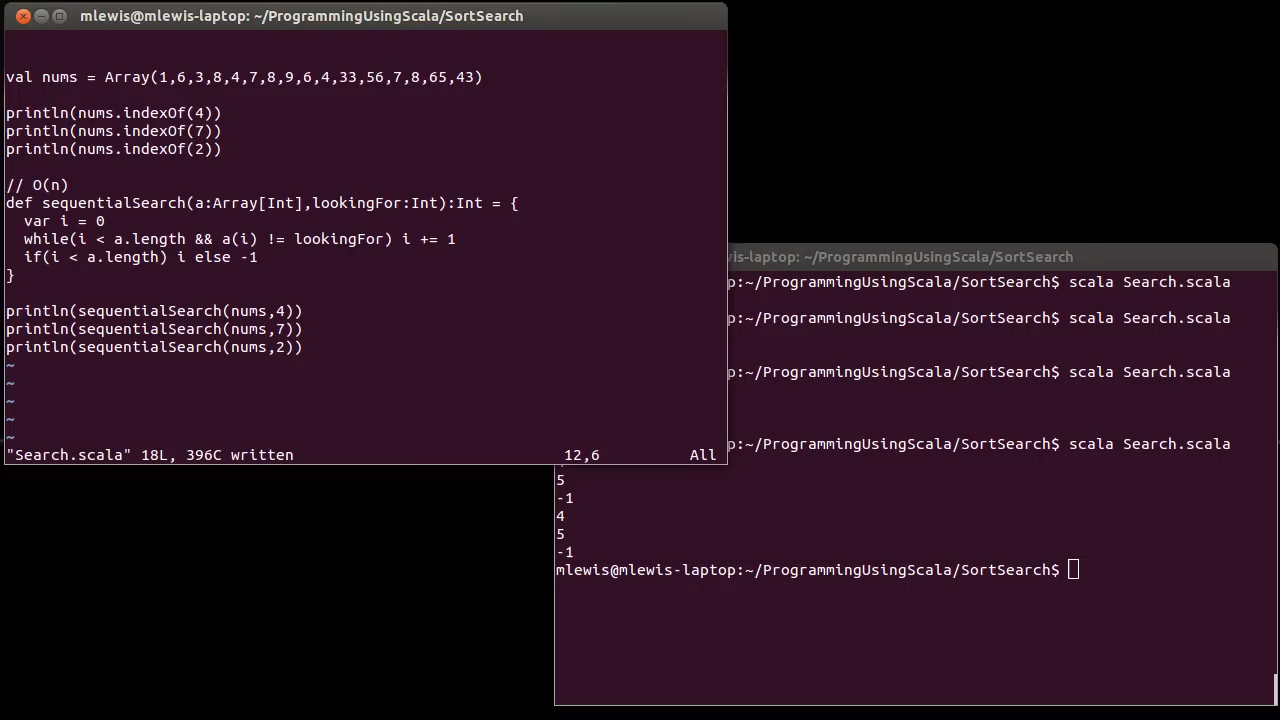 mlewis@mlewis-laptop: ~/ProgrammingUsingScala/SortSearch
val nums = Array(1,6,3,8,4,7,8,9,6,4,33,56,7,8,65,43)
println(nums.indexOf(4))
println(nums.indexOf(7))
println(nums.indexOf(2))
// O(n)
def sequentialSearch(a:Array[Int],lookingFor:Int):Int = {
  var i = 0
  while(i < a.length && a(i) != lookingFor) i += 1
  if(i < a.length) i else -1
}
println(sequentialSearch(nums,4))
println(sequentialSearch(nums,7))
println(sequentialSearch(nums,2))
~
~
~
~
~
"Search.scala" 18L, 396C written 12,6 All
is-laptop: ~/ProgrammingUsingScala/SortSearch
p:~/ProgrammingUsingScala/SortSearch$ scala Search.scala
p:~/ProgrammingUsingScala/SortSearch$ scala Search.scala
p:~/ProgrammingUsingScala/SortSearch$ scala Search.scala
p:~/ProgrammingUsingScala/SortSearch$ scala Search.scala
5
-1
4
5
-1
mlewis@mlewis-laptop:~/ProgrammingUsingScala/SortSearch$